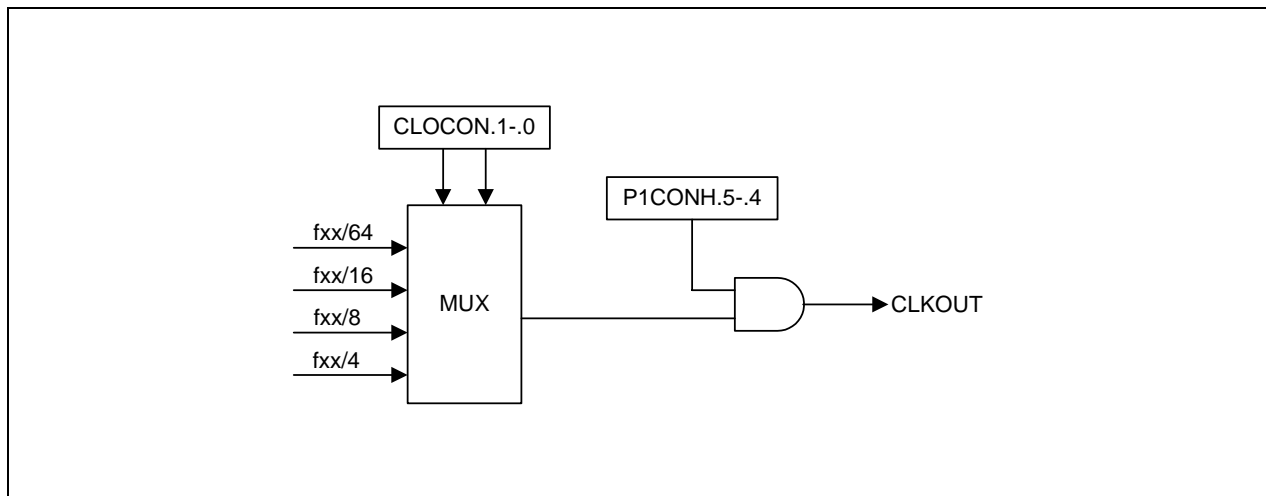 CLOCON.1-.0
P1CONH.5-.4
fxx/64
fxx/16
fxx/8
fxx/4
MUX
CLKOUT